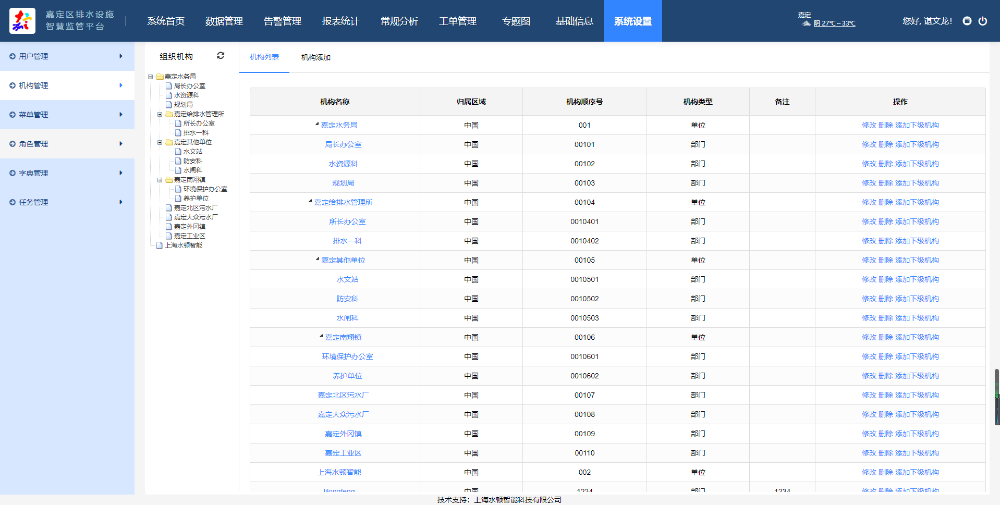 嘉定区排水设施
智慧监管平台
系统首页 数据管理 告警管理 报表统计 常规分析 工单管理 专题图 基础信息 系统设置
嘉定
阴 27℃～33℃
您好, 谌文龙!
用户管理
机构管理
菜单管理
角色管理
字典管理
任务管理
组织机构
嘉定水务局
局长办公室
水资源科
规划局
嘉定给排水管理所
所长办公室
排水一科
嘉定其他单位
水文站
防安科
水闸科
嘉定南翔镇
环境保护办公室
养护单位
嘉定北区污水厂
嘉定大众污水厂
嘉定外冈镇
嘉定工业区
上海水顿智能
机构列表 机构添加
机构名称 归属区域 机构顺序号 机构类型 备注 操作
嘉定水务局 中国 001 单位 修改 删除 添加下级机构
局长办公室 中国 00101 部门 修改 删除 添加下级机构
水资源科 中国 00102 部门 修改 删除 添加下级机构
规划局 中国 00103 部门 修改 删除 添加下级机构
嘉定给排水管理所 中国 00104 单位 修改 删除 添加下级机构
所长办公室 中国 0010401 部门 修改 删除 添加下级机构
排水一科 中国 0010402 部门 修改 删除 添加下级机构
嘉定其他单位 中国 00105 单位 修改 删除 添加下级机构
水文站 中国 0010501 部门 修改 删除 添加下级机构
防安科 中国 0010502 部门 修改 删除 添加下级机构
水闸科 中国 0010503 部门 修改 删除 添加下级机构
嘉定南翔镇 中国 00106 单位 修改 删除 添加下级机构
环境保护办公室 中国 0010601 部门 修改 删除 添加下级机构
养护单位 中国 0010602 部门 修改 删除 添加下级机构
嘉定北区污水厂 中国 00107 部门 修改 删除 添加下级机构
嘉定大众污水厂 中国 00108 部门 修改 删除 添加下级机构
嘉定外冈镇 中国 00109 部门 修改 删除 添加下级机构
嘉定工业区 中国 00110 部门 修改 删除 添加下级机构
上海水顿智能 中国 002 单位 修改 删除 添加下级机构
lilongfeng 中国 1234 部门 1234 修改 删除 添加下级机构
技术支持：上海水顿智能科技有限公司